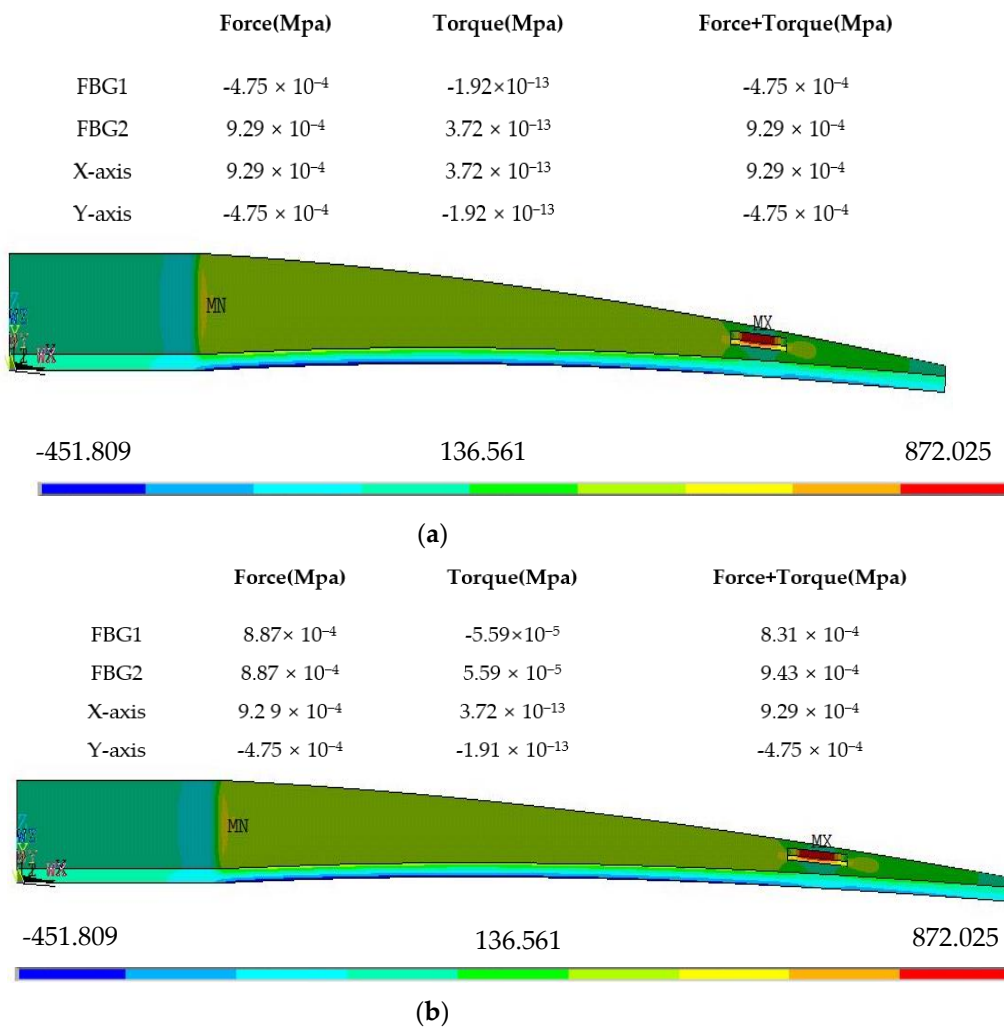 Force(Mpa) Torque(Mpa) Force+Torque(Mpa)
FBG1 -4.75 × 10⁻⁴ -1.92×10⁻¹³ -4.75 × 10⁻⁴
FBG2 9.29 × 10⁻⁴ 3.72 × 10⁻¹³ 9.29 × 10⁻⁴
X-axis 9.29 × 10⁻⁴ 3.72 × 10⁻¹³ 9.29 × 10⁻⁴
Y-axis -4.75 × 10⁻⁴ -1.92 × 10⁻¹³ -4.75 × 10⁻⁴
MN
MX
WX
-451.809 136.561 872.025
(a)
Force(Mpa) Torque(Mpa) Force+Torque(Mpa)
FBG1 8.87× 10⁻⁴ -5.59×10⁻⁵ 8.31 × 10⁻⁴
FBG2 8.87 × 10⁻⁴ 5.59 × 10⁻⁵ 9.43 × 10⁻⁴
X-axis 9.2 9 × 10⁻⁴ 3.72 × 10⁻¹³ 9.29 × 10⁻⁴
Y-axis -4.75 × 10⁻⁴ -1.91 × 10⁻¹³ -4.75 × 10⁻⁴
MN
MX
WX
-451.809 136.561 872.025
(b)